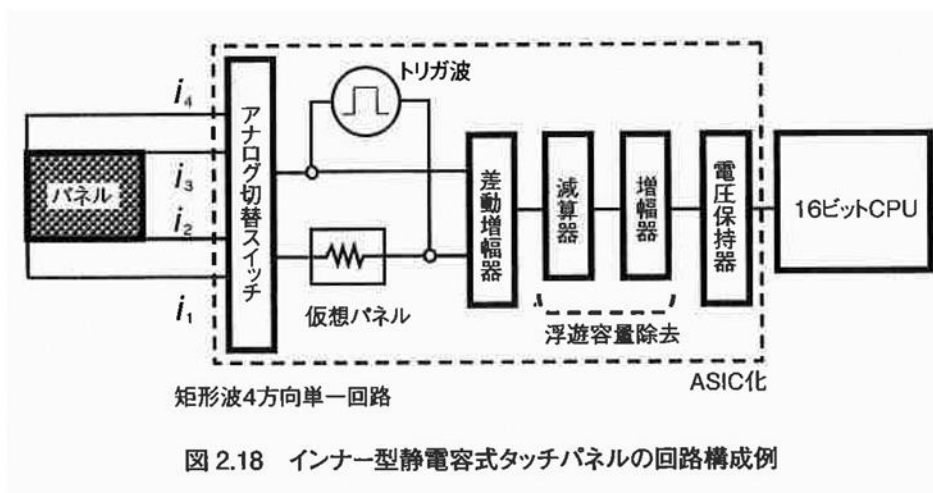 トリガ波
i4
i3
i2
i1
パネル
アナログ切替スイッチ
仮想パネル
差動増幅器
減算器
増幅器
電圧保持器
16ビットCPU
浮遊容量除去
ASIC化
矩形波4方向単一回路
図 2.18 インナー型静電容式タッチパネルの回路構成例